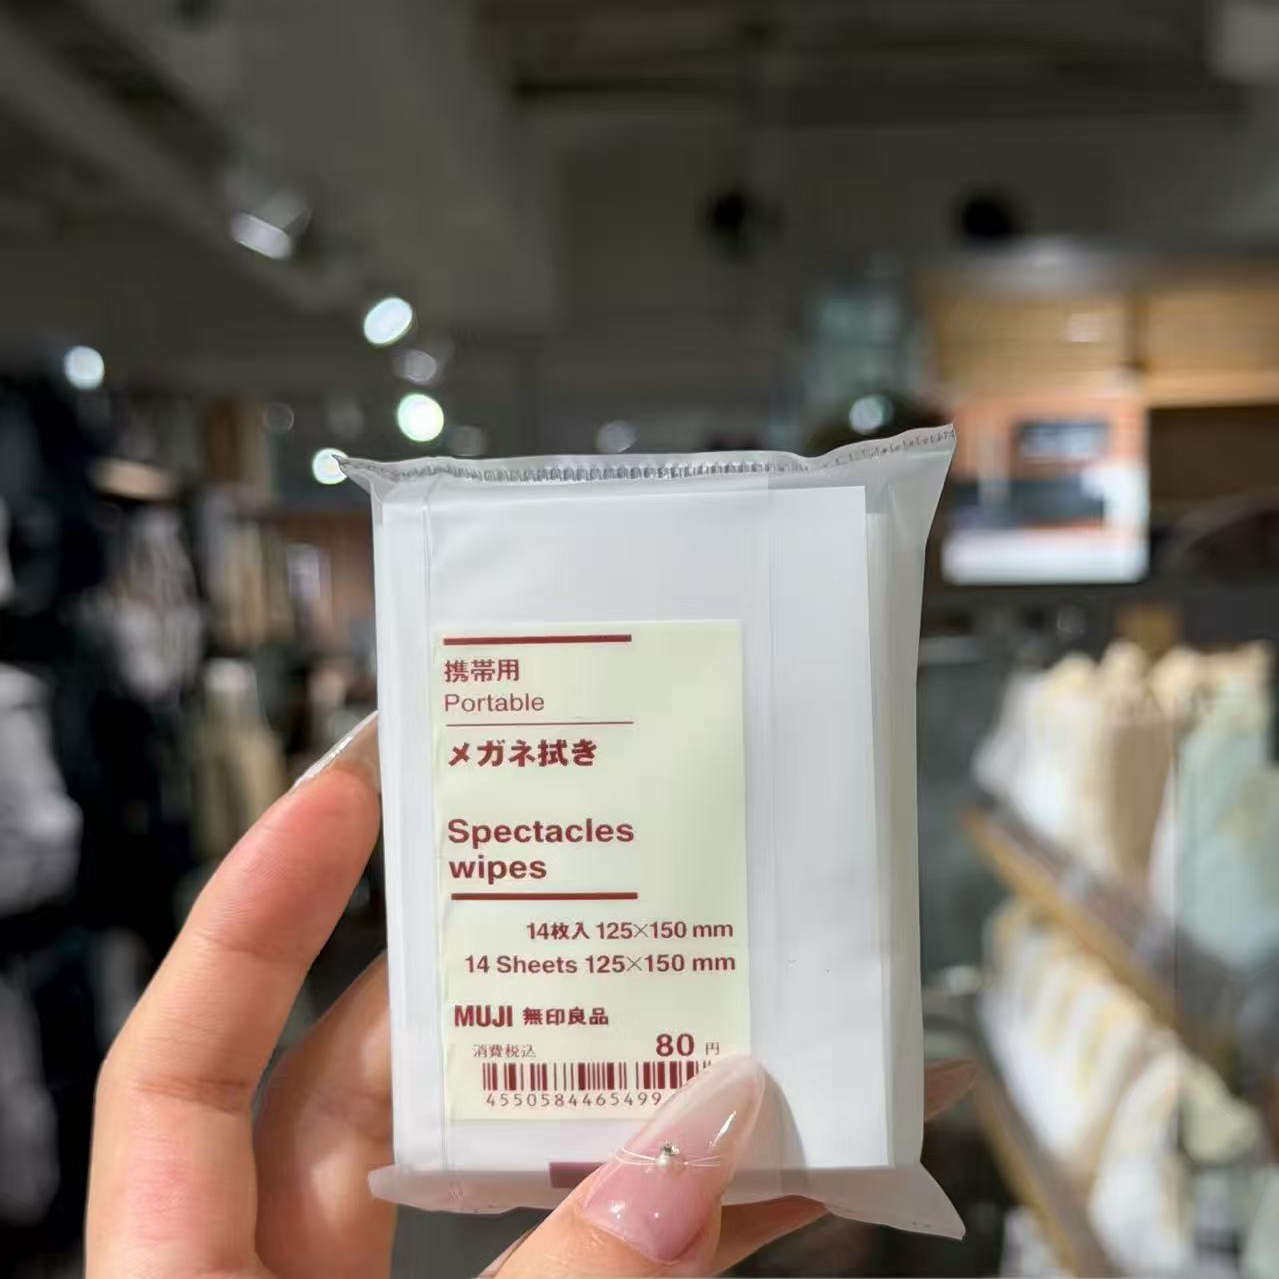 携帯用
Portable
メガネ拭き
Spectacles
wipes
14枚入 125×150 mm
14 Sheets 125×150 mm
MUJI 無印良品
消費税込 80 円
4550584465499